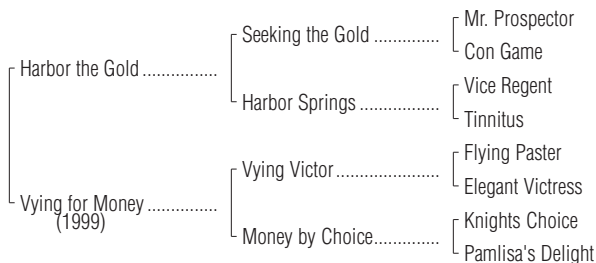 Mr. Prospector
Seeking the Gold ..............
Con Game
Harbor the Gold ...............
Vice Regent
Harbor Springs ................
Tinnitus
Flying Paster
Vying Victor ....................
Elegant Victress
Vying for Money ..............
(1999)
Knights Choice
Money by Choice.............
Pamlisa's Delight